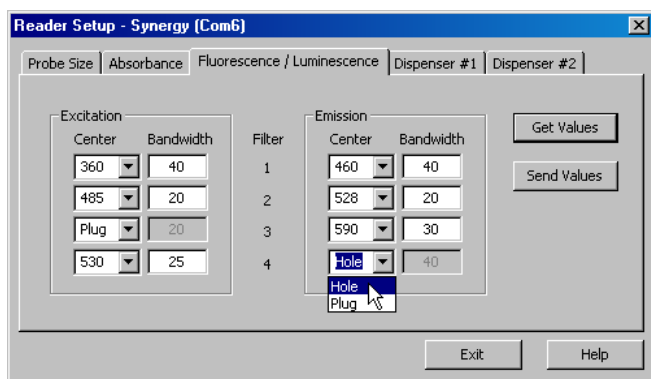 Reader Setup - Synergy (Com6)
Probe Size Absorbance Fluorescence / Luminescence Dispenser #1 Dispenser #2
Excitation Emission
Center Bandwidth Filter Center Bandwidth Get Values
360 40 1 460 40
Send Values
485 20 2 528 20
Plug 20 3 590 30
530 25 4 Hole 40
Hole
Plug
Exit Help